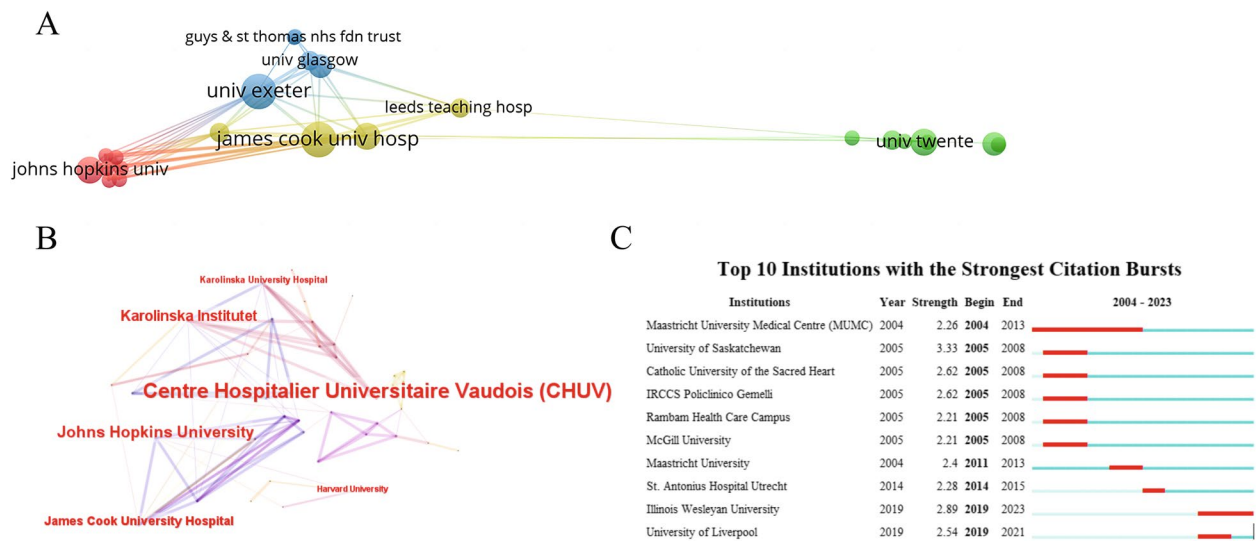 A
guys & st thomas nhs fdn trust
univ glasgow
univ exeter
leeds teaching hosp
james cook univ hosp
univ twente
johns hopkins univ
B
Karolinska University Hospital
Karolinska Institutet
Centre Hospitalier Universitaire Vaudois (CHUV)
Johns Hopkins University
Harvard University
James Cook University Hospital
C
Top 10 Institutions with the Strongest Citation Bursts
Institutions Year Strength Begin End 2004 - 2023
Maastricht University Medical Centre (MUMC) 2004 2.26 2004 2013
University of Saskatchewan 2005 3.33 2005 2008
Catholic University of the Sacred Heart 2005 2.62 2005 2008
IRCCS Policlinico Gemelli 2005 2.62 2005 2008
Rambam Health Care Campus 2005 2.21 2005 2008
McGill University 2005 2.21 2005 2008
Maastricht University 2004 2.4 2011 2013
St. Antonius Hospital Utrecht 2014 2.28 2014 2015
Illinois Wesleyan University 2019 2.89 2019 2023
University of Liverpool 2019 2.54 2019 2021